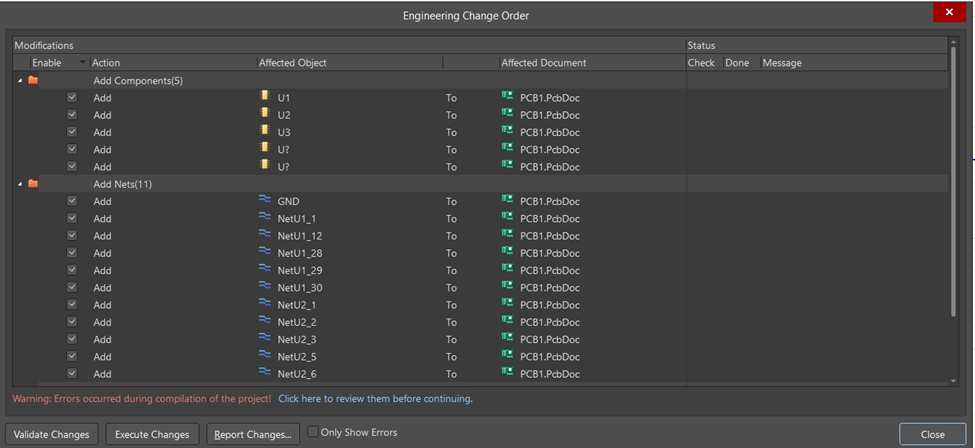 Engineering Change Order
Modifications Status
Enable Action Affected Object Affected Document Check Done Message
Add Components(5)
Add U1 To PCB1.PcbDoc
Add U2 To PCB1.PcbDoc
Add U3 To PCB1.PcbDoc
Add U? To PCB1.PcbDoc
Add U? To PCB1.PcbDoc
Add Nets(11)
Add GND To PCB1.PcbDoc
Add NetU1_1 To PCB1.PcbDoc
Add NetU1_12 To PCB1.PcbDoc
Add NetU1_28 To PCB1.PcbDoc
Add NetU1_29 To PCB1.PcbDoc
Add NetU1_30 To PCB1.PcbDoc
Add NetU2_1 To PCB1.PcbDoc
Add NetU2_2 To PCB1.PcbDoc
Add NetU2_3 To PCB1.PcbDoc
Add NetU2_5 To PCB1.PcbDoc
Add NetU2_6 To PCB1.PcbDoc
Warning: Errors occurred during compilation of the project! Click here to review them before continuing.
Validate Changes Execute Changes Report Changes... Only Show Errors Close